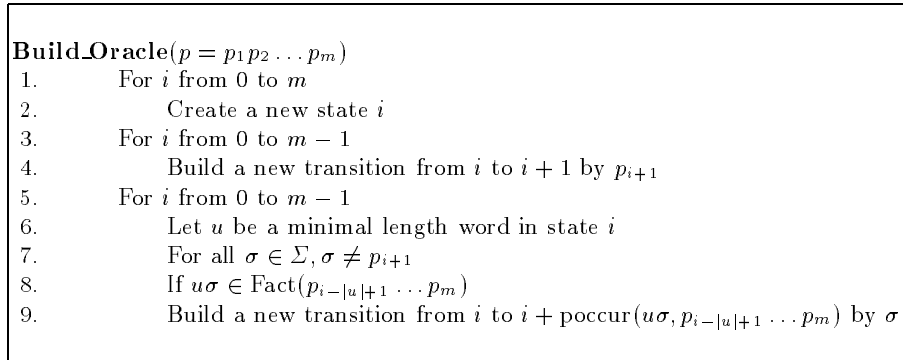 Build_Oracle(p = p₁p₂ . . . pₘ)
1. For i from 0 to m
2. Create a new state i
3. For i from 0 to m − 1
4. Build a new transition from i to i + 1 by pᵢ₊₁
5. For i from 0 to m − 1
6. Let u be a minimal length word in state i
7. For all σ ∈ Σ, σ ≠ pᵢ₊₁
8. If uσ ∈ Fact(pᵢ₋|ᵤ|₊₁ . . . pₘ)
9. Build a new transition from i to i + poccur(uσ, pᵢ₋|ᵤ|₊₁ . . . pₘ) by σ